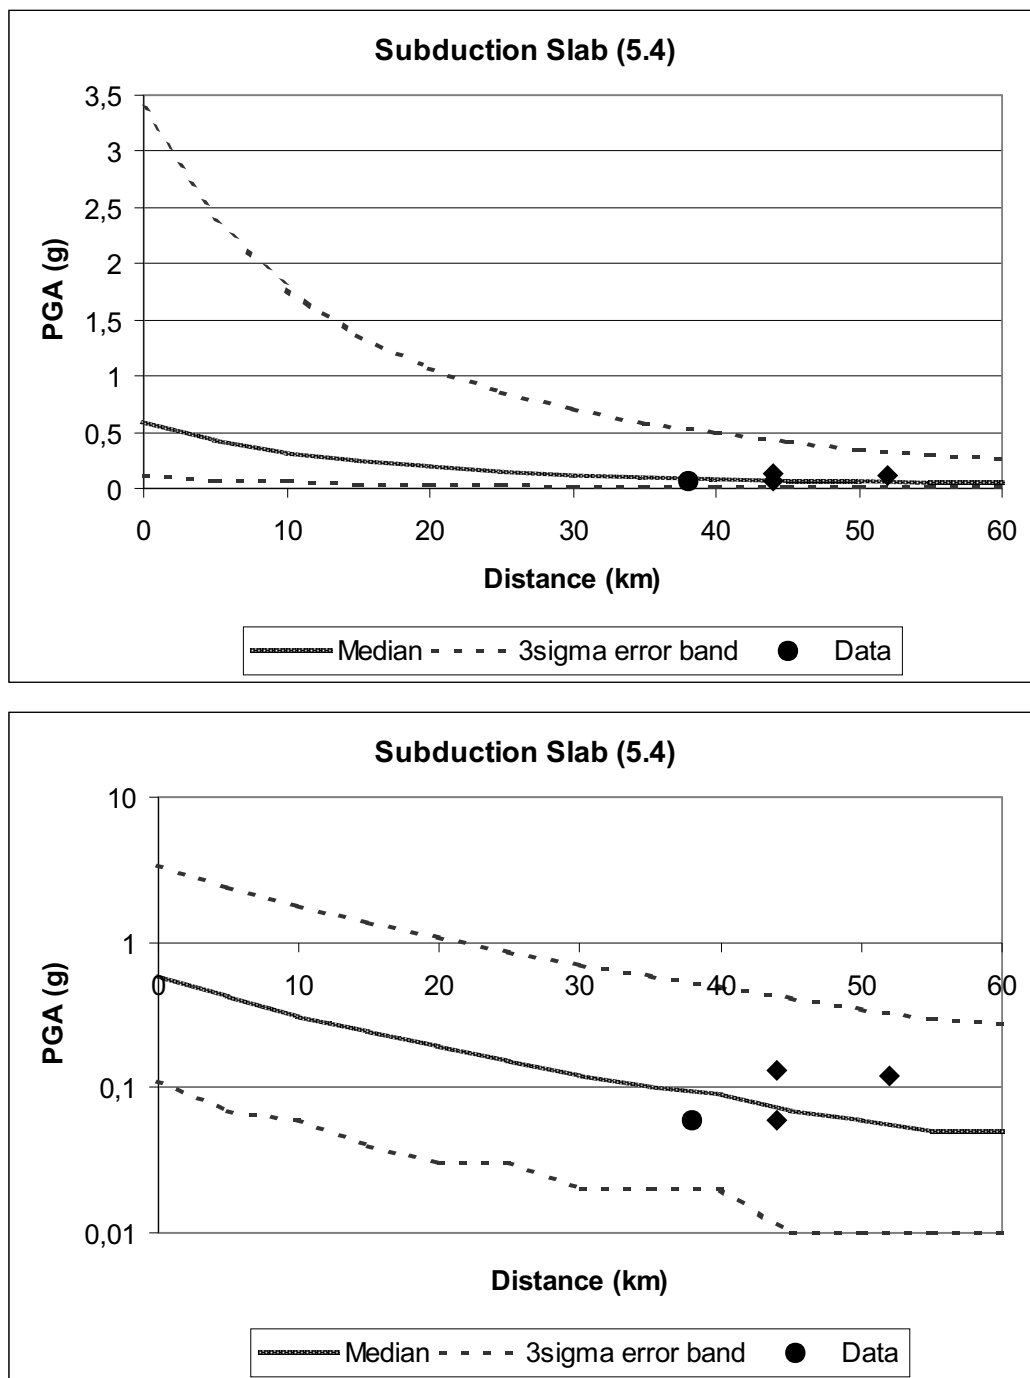 Subduction Slab (5.4)
3,5
3
2,5
2
1,5
1
0,5
0
PGA (g)
0 10 20 30 40 50 60
Distance (km)
Median 3sigma error band Data
Subduction Slab (5.4)
10
1
0,1
0,01
PGA (g)
0 10 20 30 40 50 60
Distance (km)
Median 3sigma error band Data